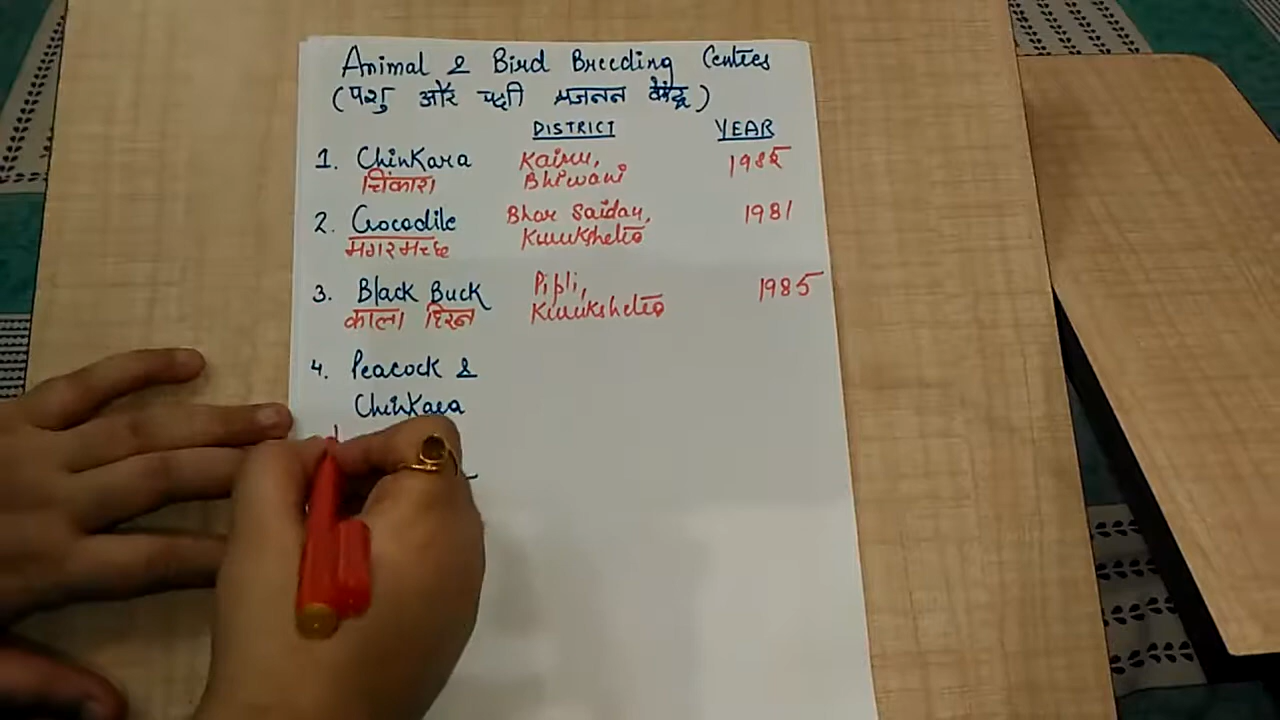 Animal & Bird Breeding Centres
(पशु और पक्षी प्रजनन केंद्र)
DISTRICT YEAR
1. Chinkara Kairu, 1985
चिंकारा Bhiwani
2. Crocodile Bhor Saidan, 1981
मगरमच्छ Kurukshetra
3. Black Buck Pipli, 1985
काला हिरन Kurukshetra
4. Peacock &
Chinkara